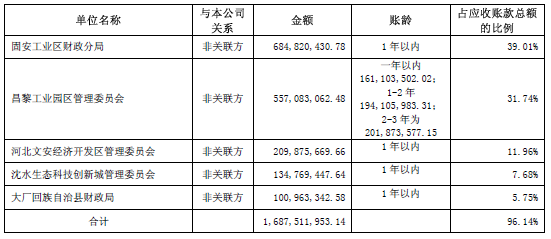 单位名称 与本公司关系 金额 账龄 占应收账款总额的比例
固安工业区财政分局 非关联方 684,820,430.78 1年以内 39.01%
昌黎工业园区管理委员会 非关联方 557,083,062.48 一年以内 161,103,502.02; 1-2年 194,105,983.31; 2-3年为 201,873,577.15 31.74%
河北文安经济开发区管理委员会 非关联方 209,875,669.66 1年以内 11.96%
沈水生态科技创新城管理委员会 非关联方 134,769,447.64 1年以内 7.68%
大厂回族自治县财政局 非关联方 100,963,342.58 1年以内 5.75%
合计 1,687,511,953.14 96.14%